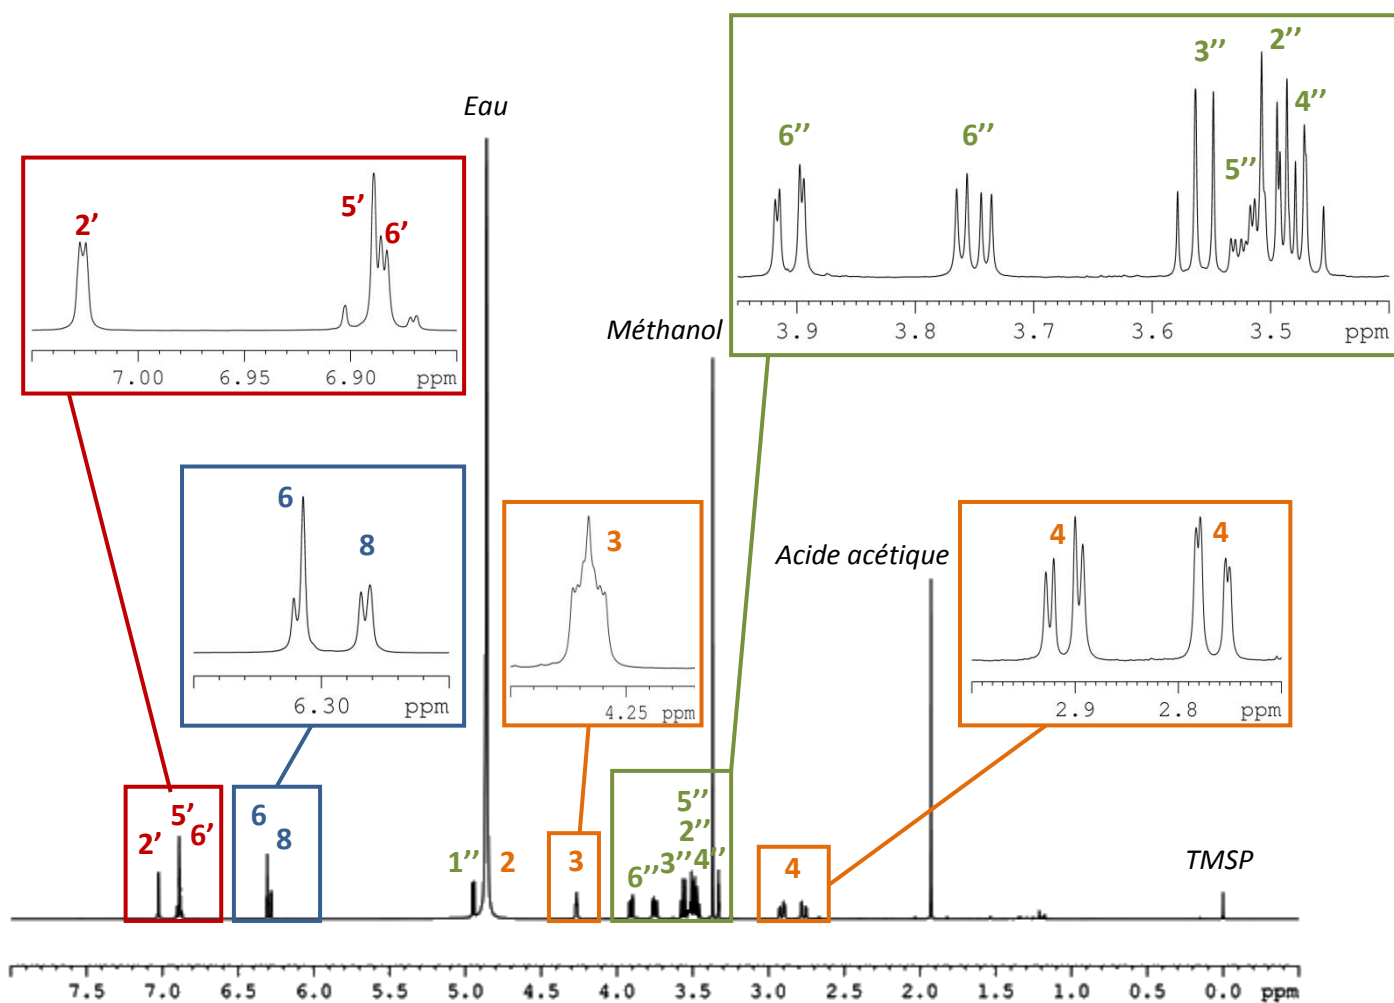 Eau
3’’
2’’
6’’
6’’
4’’
5’’
3.9 3.8 3.7 3.6 3.5 ppm
2’
5’
6’
7.00 6.95 6.90 ppm
Méthanol
6
8
6.30 ppm
3
4.25 ppm
Acide acétique
4
4
2.9 2.8 ppm
2’
5’
6’
6
8
1’’
2
3
5’’
2’’
6’’
3’’
4’’
4
TMSP
7.5 7.0 6.5 6.0 5.5 5.0 4.5 4.0 3.5 3.0 2.5 2.0 1.5 1.0 0.5 0.0 ppm